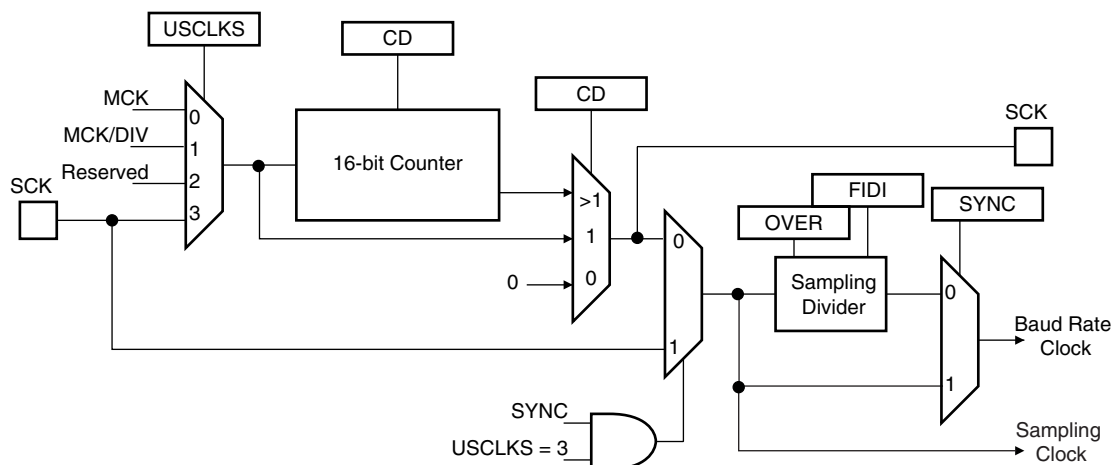 USCLKS
CD
CD
MCK
MCK/DIV
Reserved
SCK
0
1
2
3
16-bit Counter
>1
1
0
0
SCK
0
1
FIDI
OVER
SYNC
Sampling
Divider
0
1
Baud Rate
Clock
SYNC
USCLKS = 3
Sampling
Clock